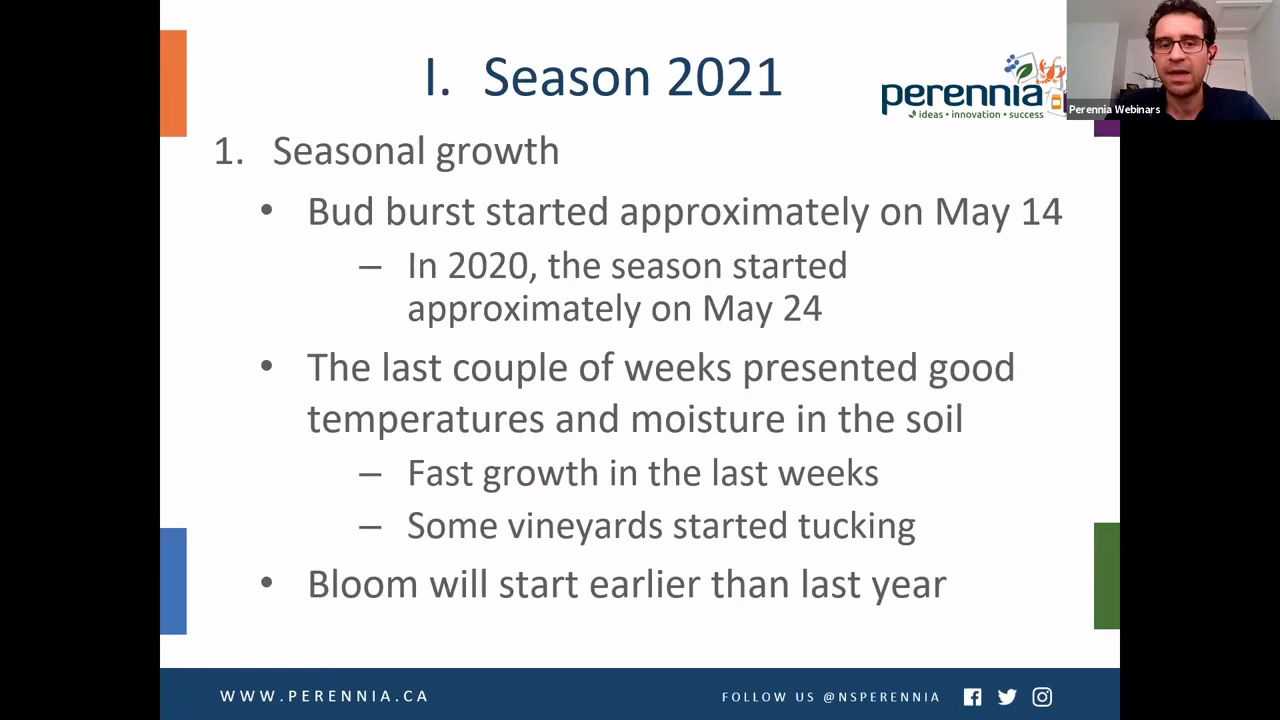 I. Season 2021
perennia
ideas • innovation • success
Perennia Webinars
1. Seasonal growth
• Bud burst started approximately on May 14
– In 2020, the season started
approximately on May 24
• The last couple of weeks presented good
temperatures and moisture in the soil
– Fast growth in the last weeks
– Some vineyards started tucking
• Bloom will start earlier than last year
WWW.PERENNIA.CA
FOLLOW US @NSPERENNIA